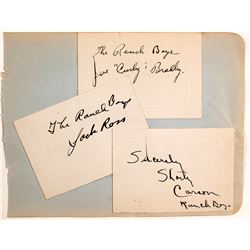 The Ranch Boys
Joe "Curly" Bradley.
The Ranch Boys
Jack Ross
Sincerely
Shorty
Carson
Ranch Boys